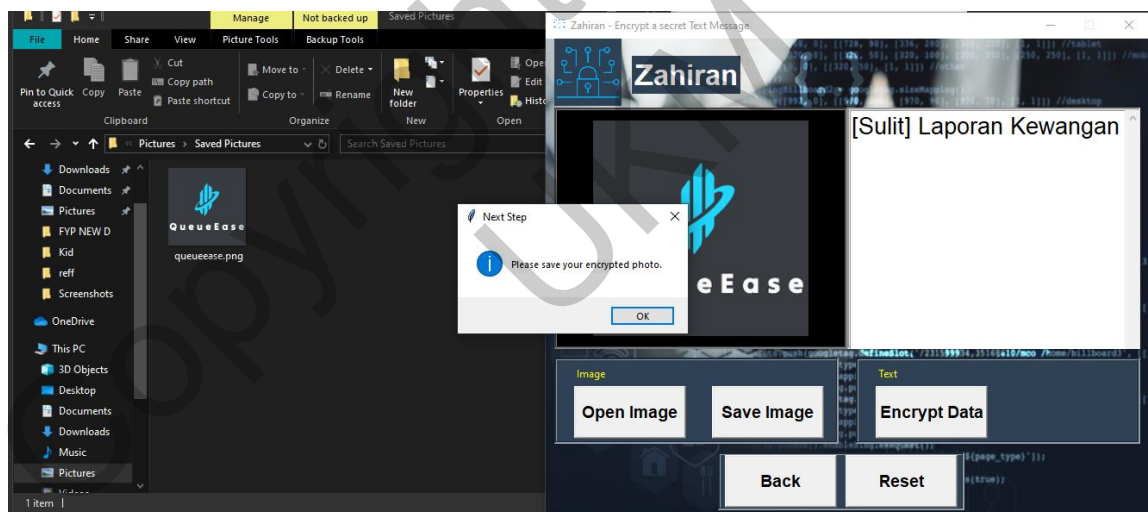 Manage
Not backed up
Saved Pictures
File
Home
Share
View
Picture Tools
Backup Tools
Pin to Quick access
Copy
Paste
Cut
Copy path
Paste shortcut
Move to
Copy to
Delete
Rename
New folder
Properties
Edit
Clipboard
Organize
New
Open
Pictures > Saved Pictures
Search Saved Pictures
Downloads
Documents
Pictures
FYP NEW D
Kid
reff
Screenshots
OneDrive
This PC
3D Objects
Desktop
Documents
Downloads
Music
Pictures
1 item
QueueEase
queueease.png
Zahiran - Encrypt a secret Text Message
Zahiran
[Sulit] Laporan Kewangan
Next Step
Please save your encrypted photo.
OK
eEase
Image
Open Image
Save Image
Text
Encrypt Data
Back
Reset
Copyright
UKM